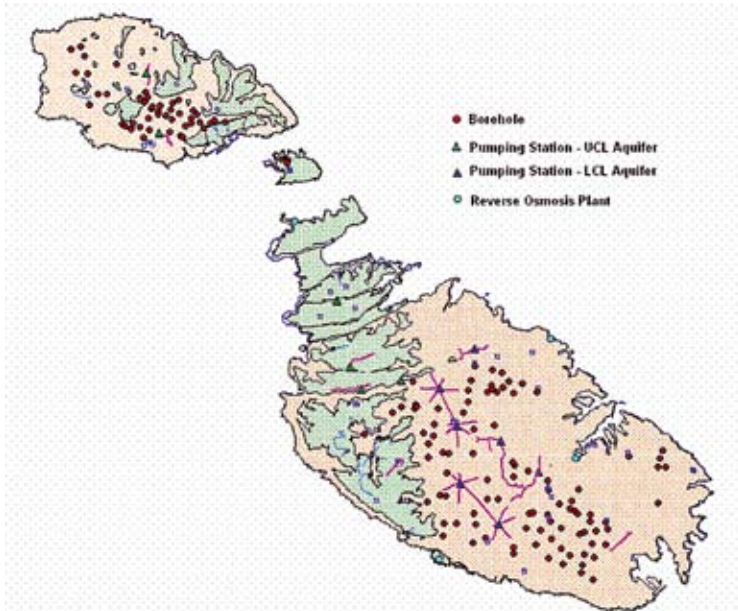 Borehole
Pumping Station - UCL Aquifer
Pumping Station - LCL Aquifer
Reverse Osmosis Plant